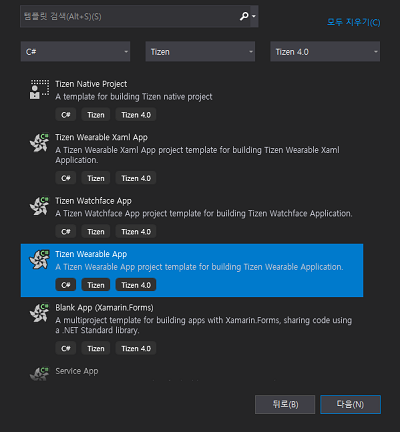 템플릿 검색(Alt+S)(S)
모두 지우기(C)
C# Tizen Tizen 4.0
Tizen Native Project
A template for building Tizen native project
C# Tizen Tizen 4.0
Tizen Wearable Xaml App
A Tizen Wearable Xaml App project template for building Tizen Wearable Xaml
Application.
C# Tizen Tizen 4.0
Tizen Watchface App
A Tizen Watchface App project template for building Tizen Watchface Application.
C# Tizen Tizen 4.0
Tizen Wearable App
A Tizen Wearable App project template for building Tizen Wearable Application.
C# Tizen Tizen 4.0
Blank App (Xamarin.Forms)
A multiproject template for building apps with Xamarin.Forms, sharing code using
a .NET Standard library.
C# Tizen Tizen 4.0
Service App
뒤로(B) 다음(N)